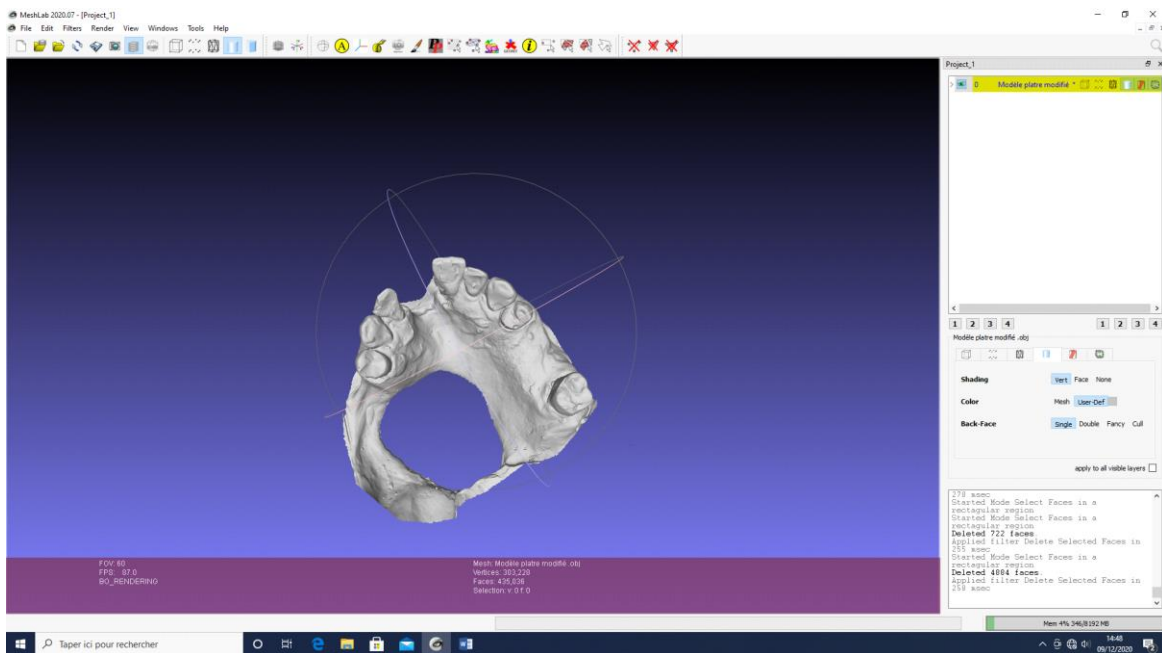 MeshLab 2020.07 - [Project_1]
File Edit Filters Render View Windows Tools Help
Project_1
0 Modèle platre modifié *
1 2 3 4 1 2 3 4
Modèle platre modifié .obj
Shading Vert Face None
Color Mesh User-Def
Back-Face Single Double Fancy Cull
apply to all visible layers
278 msec
Started Mode Select Faces in a
rectagular region
Started Mode Select Faces in a
rectagular region
Deleted 722 faces.
Applied filter Delete Selected Faces in
255 msec
Started Mode Select Faces in a
rectagular region
Deleted 4884 faces.
Applied filter Delete Selected Faces in
258 msec
FOV: 60
FPS: 87.0
BO_RENDERING
Mesh: Modèle platre modifié .obj
Vertices: 303,220
Faces: 435,836
Selection: v: 0 f: 0
Mem 4% 346/8192 MB
Taper ici pour rechercher
14:48
09/12/2020